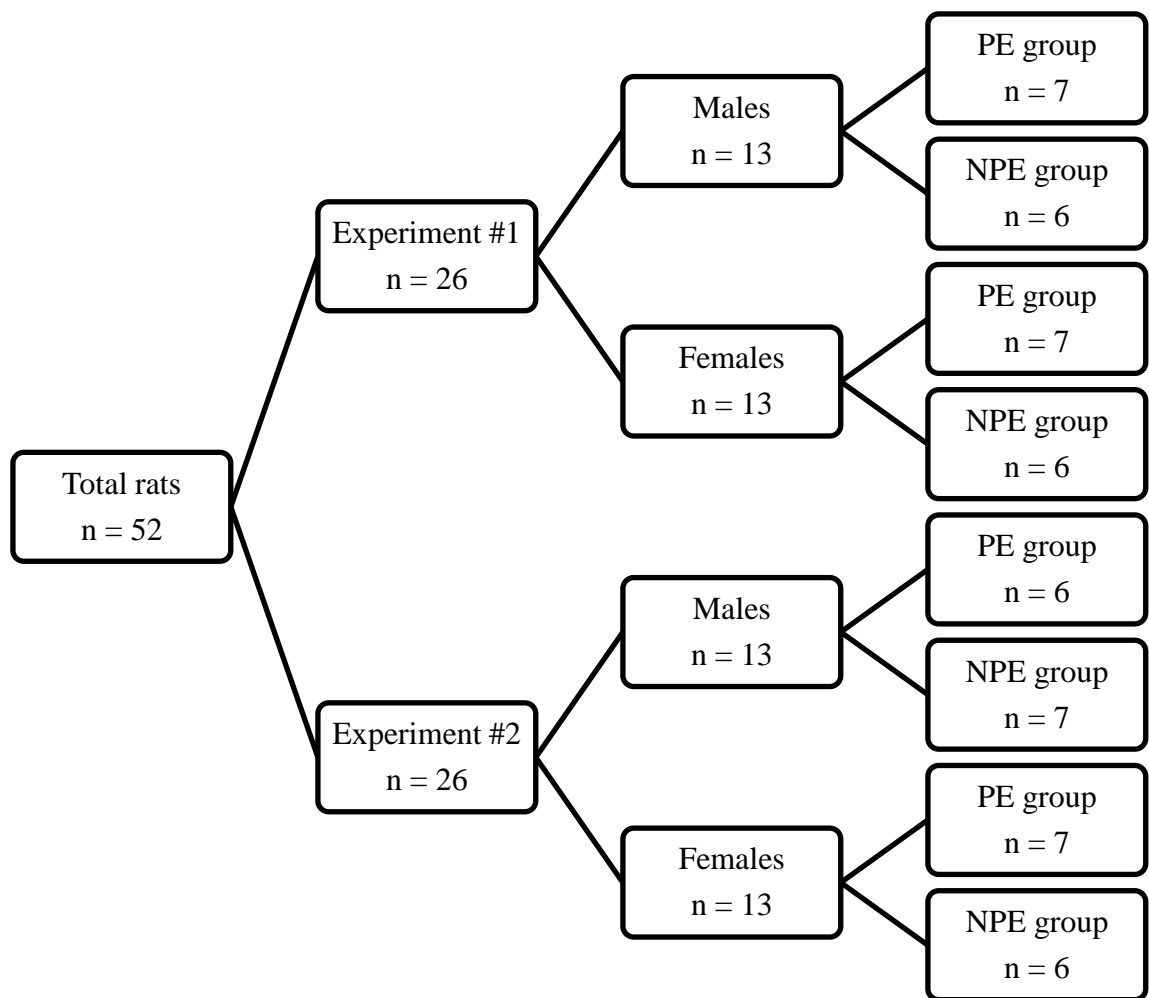 Total rats
n = 52
Experiment #1
n = 26
Males
n = 13
PE group
n = 7
NPE group
n = 6
Females
n = 13
PE group
n = 7
NPE group
n = 6
Experiment #2
n = 26
Males
n = 13
PE group
n = 6
NPE group
n = 7
Females
n = 13
PE group
n = 7
NPE group
n = 6